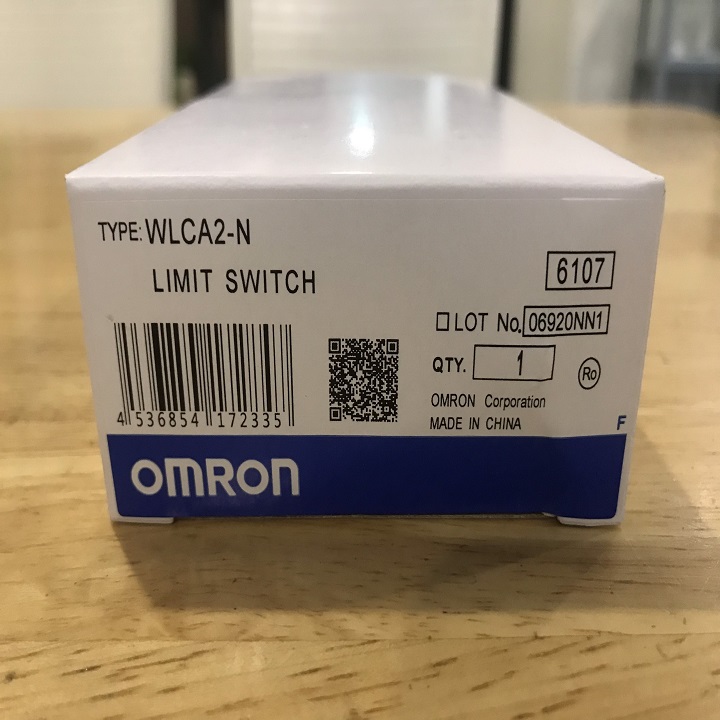 TYPE: WLCA2-N
LIMIT SWITCH
6107
LOT No. 06920NN1
QTY. 1
Ro
OMRON Corporation
MADE IN CHINA
F
4 536854 172335
OMRON